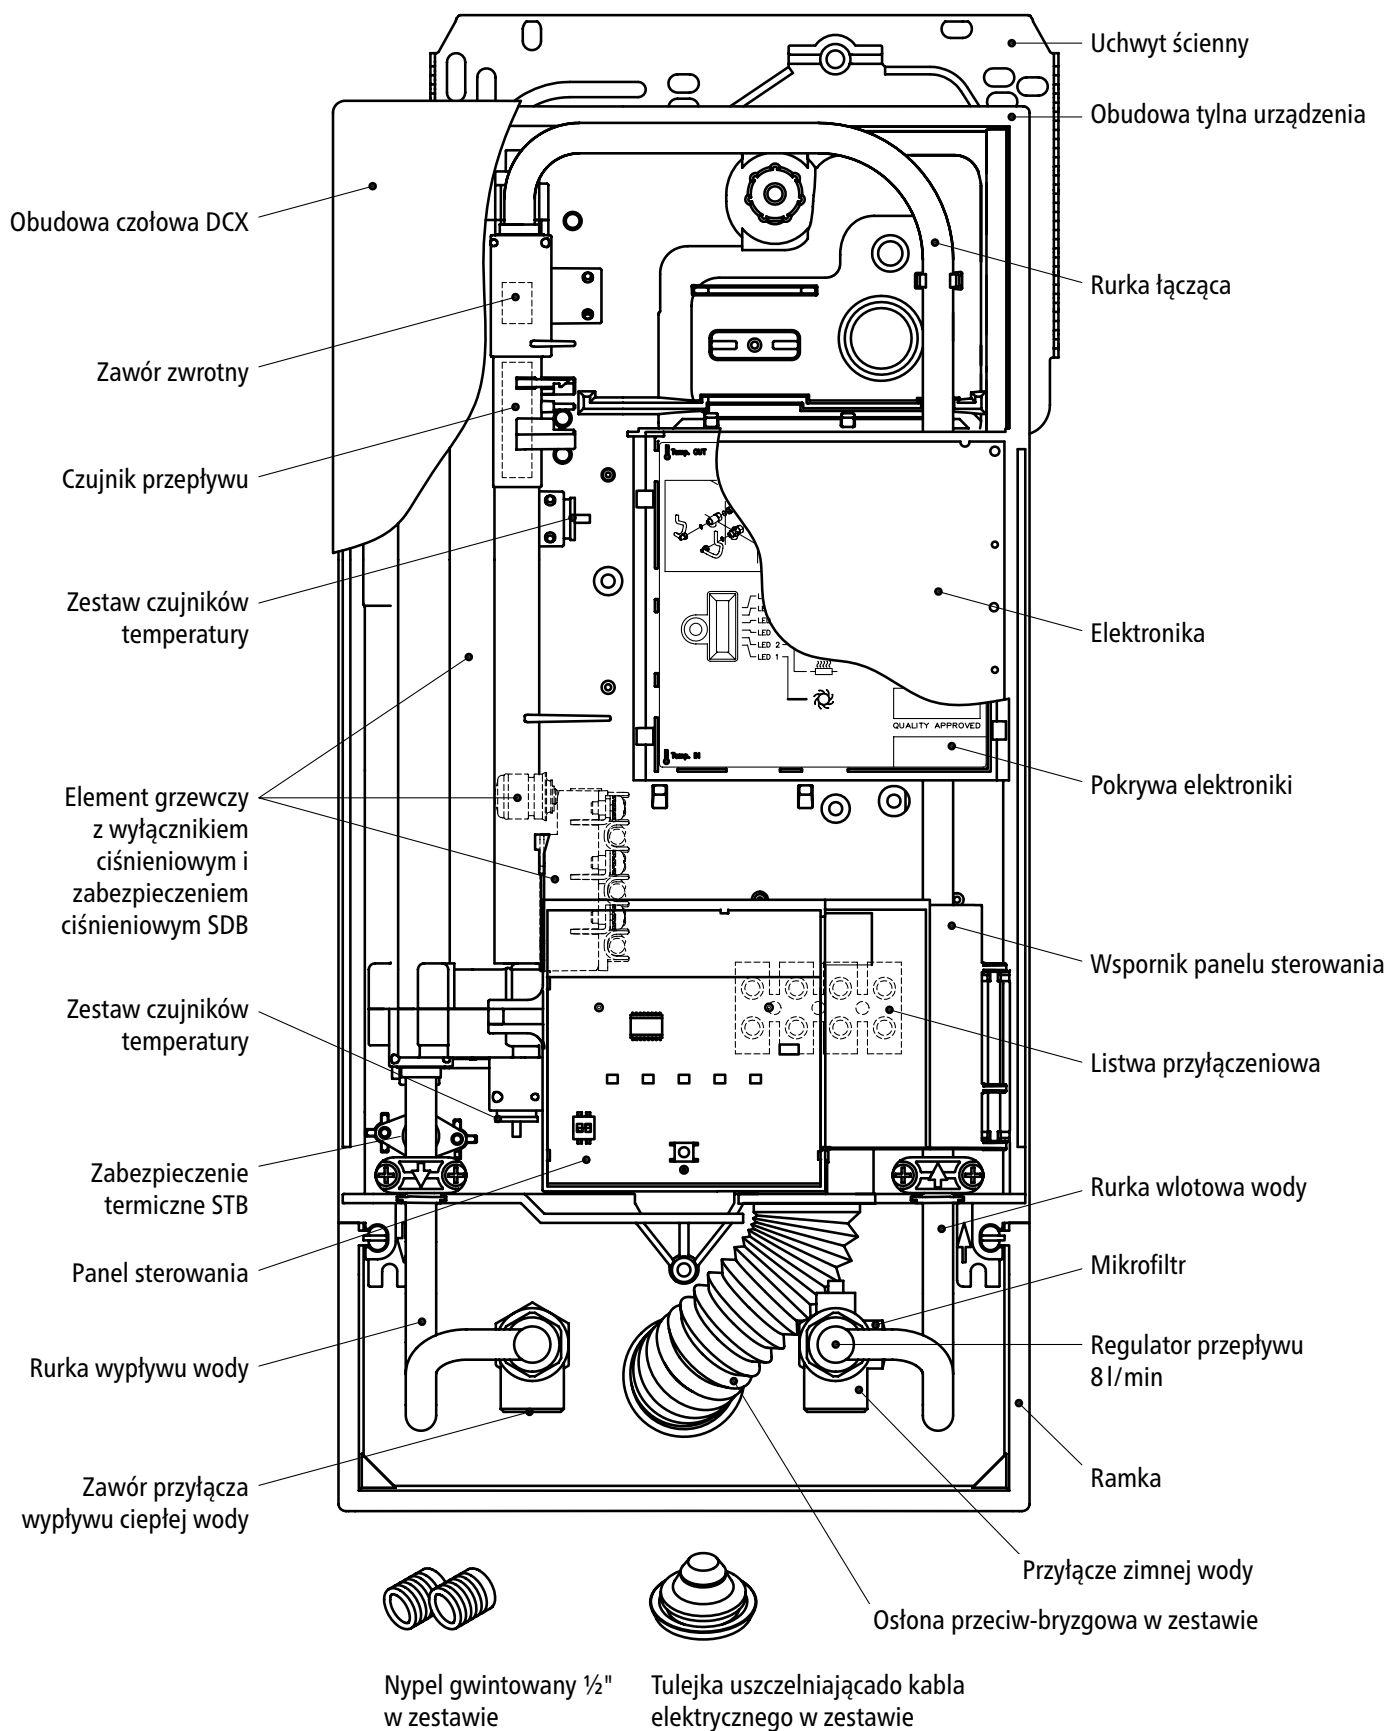 Uchwyt ścienny
Obudowa tylna urządzenia
Obudowa czołowa DCX
Rurka łącząca
Zawór zwrotny
Czujnik przepływu
Temp. OUT
Zestaw czujników
temperatury
Elektronika
LED 2
LED 1
QUALITY APPROVED
Temp. IN
Pokrywa elektroniki
Element grzewczy
z wyłącznikiem
ciśnieniowym i
zabezpieczeniem
ciśnieniowym SDB
Wspornik panelu sterowania
Zestaw czujników
temperatury
Listwa przyłączeniowa
Zabezpieczenie
termiczne STB
Rurka wlotowa wody
Panel sterowania
Mikrofiltr
Rurka wypływu wody
Regulator przepływu
8 l/min
Zawór przyłącza
wypływu ciepłej wody
Ramka
Przyłącze zimnej wody
Osłona przeciw-bryzgowa w zestawie
Nypel gwintowany ½"
w zestawie
Tulejka uszczelniającado kabla
elektrycznego w zestawie